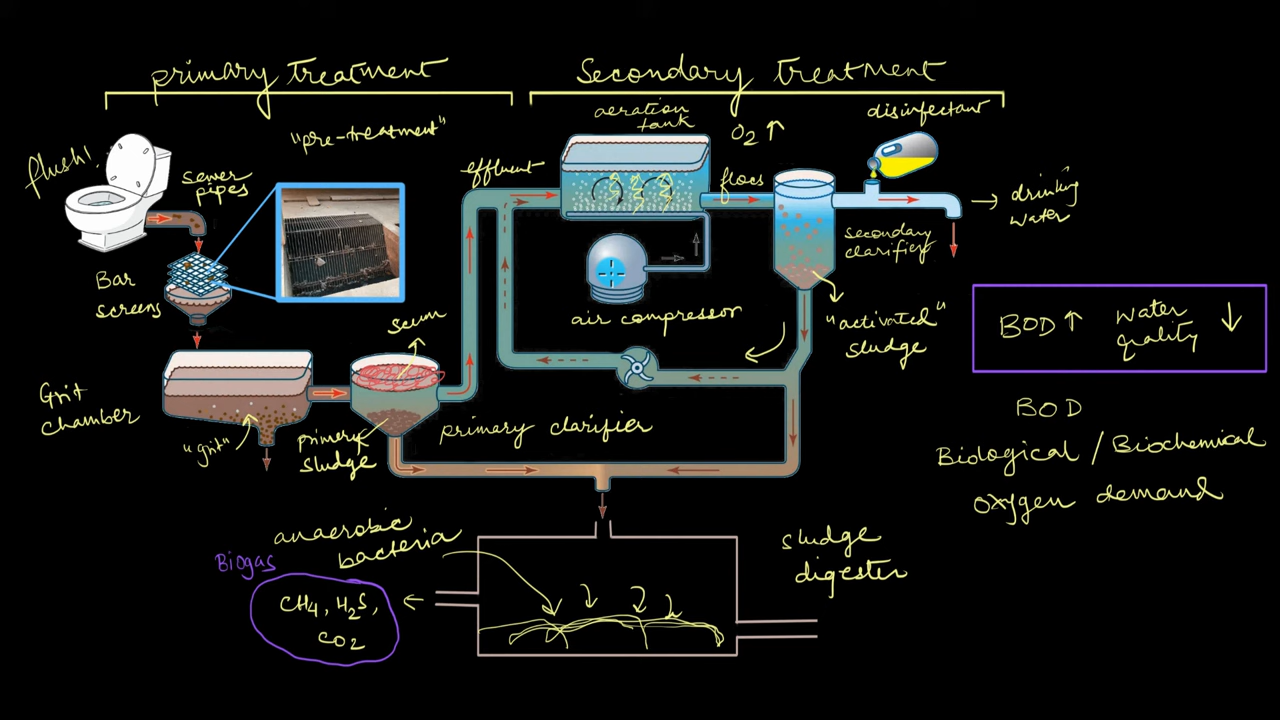 primary treatment
Secondary treatment
"pre-treatment"
flush!
sewer
pipes
Bar
screens
Grit
chamber
"grit"
scum
primary
sludge
primary clarifier
effluent
aeration
tank
O2 ↑
flocs
disinfectant
→ drinking
water
secondary
clarifier
air compressor
"activated"
sludge
BOD ↑ water
quality ↓
BOD
Biological / Biochemical
oxygen demand
anaerobic
bacteria
Biogas
CH4, H2S,
CO2
sludge
digester